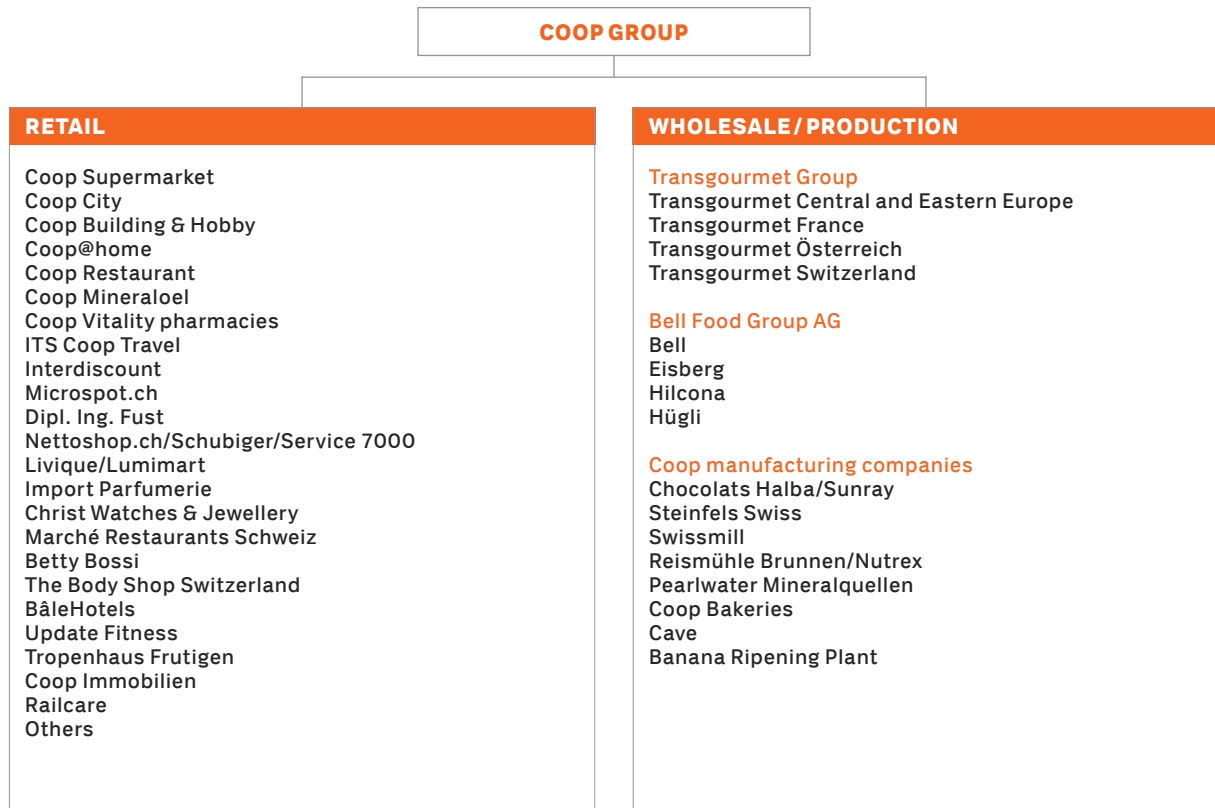 COOP GROUP
RETAIL
Coop Supermarket
Coop City
Coop Building & Hobby
Coop@home
Coop Restaurant
Coop Mineraloel
Coop Vitality pharmacies
ITS Coop Travel
Interdiscount
Microspot.ch
Dipl. Ing. Fust
Nettoshop.ch/Schubiger/Service 7000
Livique/Lumimart
Import Parfumerie
Christ Watches & Jewellery
Marché Restaurants Schweiz
Betty Bossi
The Body Shop Switzerland
BâleHotels
Update Fitness
Tropenhaus Frutigen
Coop Immobilien
Railcare
Others
WHOLESALE/PRODUCTION
Transgourmet Group
Transgourmet Central and Eastern Europe
Transgourmet France
Transgourmet Österreich
Transgourmet Switzerland
Bell Food Group AG
Bell
Eisberg
Hilcona
Hügli
Coop manufacturing companies
Chocolats Halba/Sunray
Steinfels Swiss
Swissmill
Reismühle Brunnen/Nutrex
Pearlwater Mineralquellen
Coop Bakeries
Cave
Banana Ripening Plant